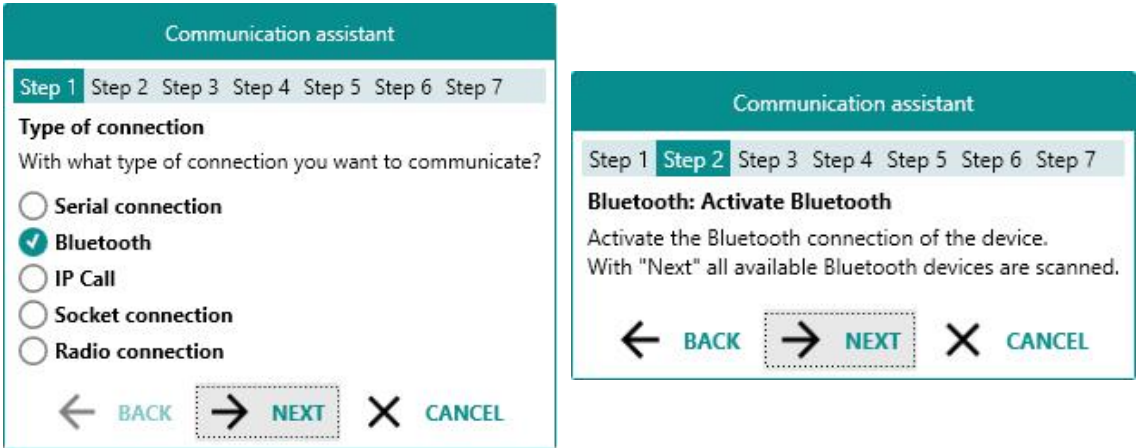 Communication assistant
Step 1 Step 2 Step 3 Step 4 Step 5 Step 6 Step 7
Type of connection
With what type of connection you want to communicate?
Serial connection
Bluetooth
IP Call
Socket connection
Radio connection
BACK NEXT CANCEL
Communication assistant
Step 1 Step 2 Step 3 Step 4 Step 5 Step 6 Step 7
Bluetooth: Activate Bluetooth
Activate the Bluetooth connection of the device.
With "Next" all available Bluetooth devices are scanned.
BACK NEXT CANCEL